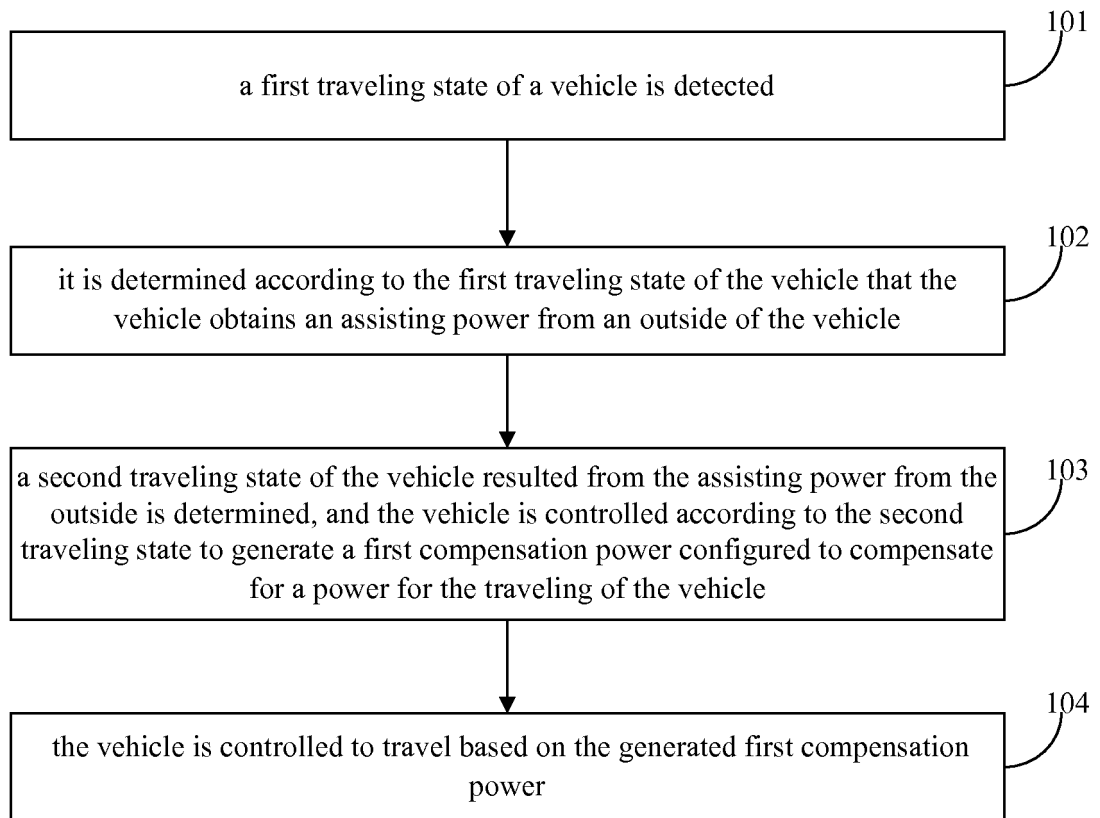 101
a first traveling state of a vehicle is detected
102
it is determined according to the first traveling state of the vehicle that the
vehicle obtains an assisting power from an outside of the vehicle
103
a second traveling state of the vehicle resulted from the assisting power from the
outside is determined, and the vehicle is controlled according to the second
traveling state to generate a first compensation power configured to compensate
for a power for the traveling of the vehicle
104
the vehicle is controlled to travel based on the generated first compensation
power